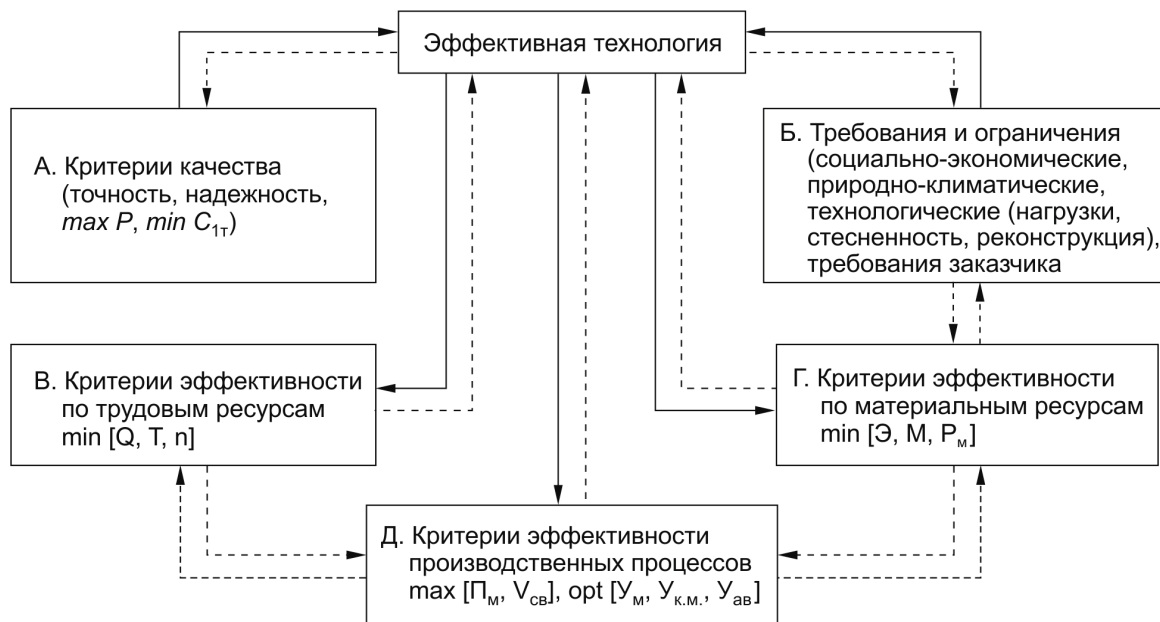 Эффективная технология
А. Критерии качества
(точность, надежность,
max P, min C1т)
Б. Требования и ограничения
(социально-экономические,
природно-климатические,
технологические (нагрузки,
стесненность, реконструкция),
требования заказчика
В. Критерии эффективности
по трудовым ресурсам
min [Q, T, n]
Г. Критерии эффективности
по материальным ресурсам
min [Э, М, Рм]
Д. Критерии эффективности
производственных процессов
max [Пм, Vсв], opt [Ум, Ук.м., Уав]